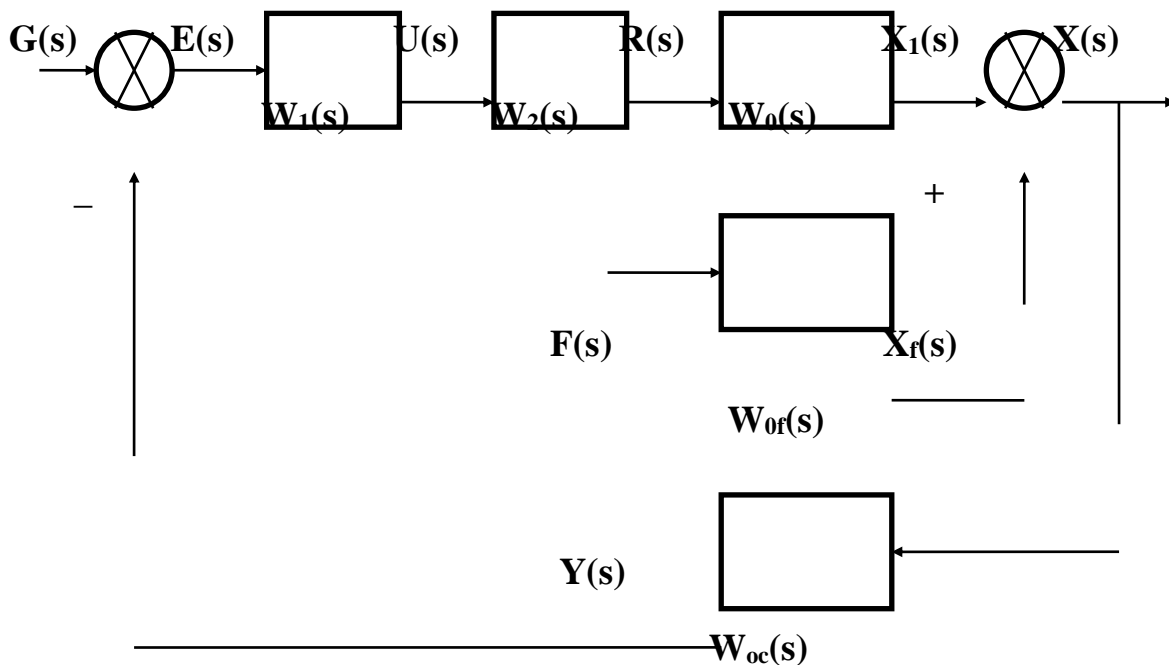 G(s) E(s) U(s) R(s) X₁(s) X(s)
W₁(s) W₂(s) W₀(s)
– +
F(s) X_f(s)
W₀f(s)
Y(s)
W_oc(s)